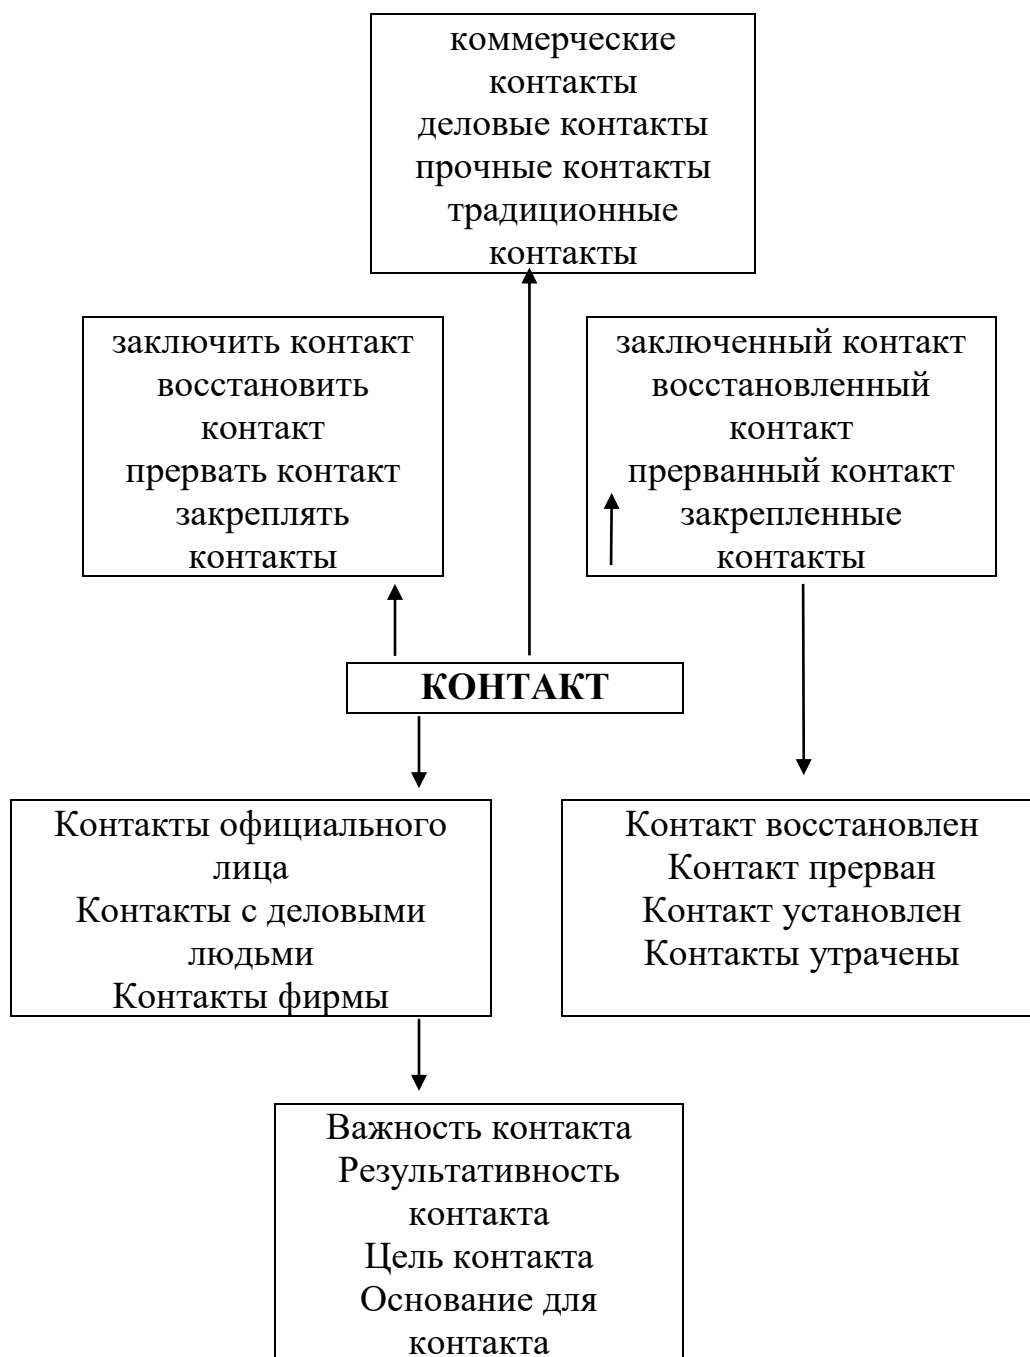 коммерческие
контакты
деловые контакты
прочные контакты
традиционные
контакты
заключить контакт
восстановить
контакт
прервать контакт
закреплять
контакты
заключенный контакт
восстановленный
контакт
прерванный контакт
закрепленные
контакты
КОНТАКТ
Контакты официального
лица
Контакты с деловыми
людьми
Контакты фирмы
Контакт восстановлен
Контакт прерван
Контакт установлен
Контакты утрачены
Важность контакта
Результативность
контакта
Цель контакта
Основание для
контакта